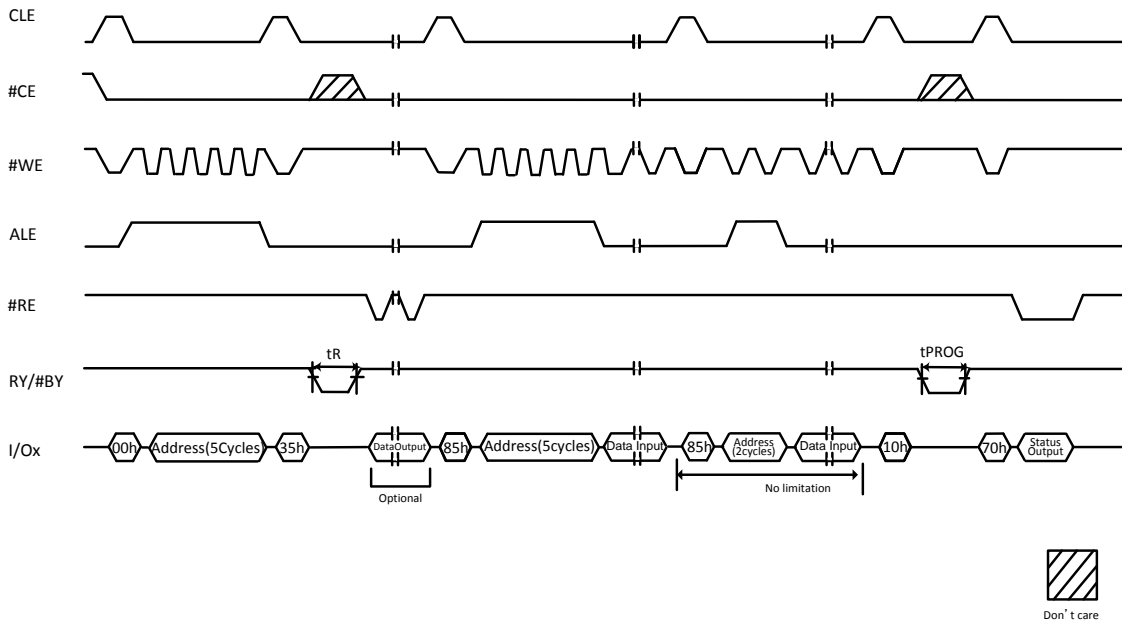 CLE
#CE
#WE
ALE
#RE
RY/#BY
tR
tPROG
I/Ox
00h
Address(5Cycles)
35h
DataOutput
85h
Address(5cycles)
Data Input
85h
Address
(2cycles)
Data Input
10h
70h
Status
Output
Optional
No limitation
Don't care